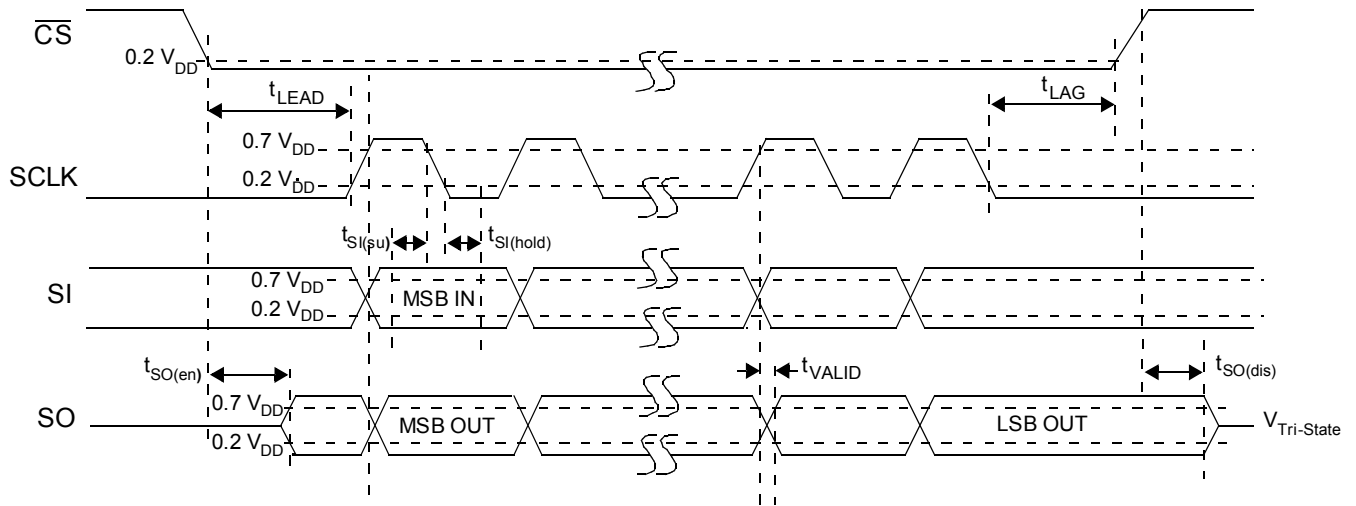 CS
0.2 VDD
tLEAD
tLAG
0.7 VDD
SCLK
0.2 VDD
tSI(su)
tSI(hold)
SI
0.7 VDD
MSB IN
0.2 VDD
tSO(en)
tVALID
tSO(dis)
0.7 VDD
SO
MSB OUT
LSB OUT
VTri-State
0.2 VDD